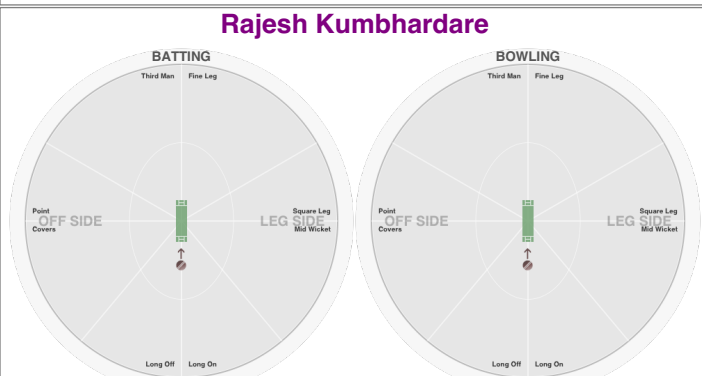 Rajesh Kumbhardare
BATTING
Third Man Fine Leg
Point
OFF SIDE
Covers
Square Leg
LEG SIDE
Mid Wicket
Long Off Long On
BOWLING
Third Man Fine Leg
Point
OFF SIDE
Covers
Square Leg
LEG SIDE
Mid Wicket
Long Off Long On